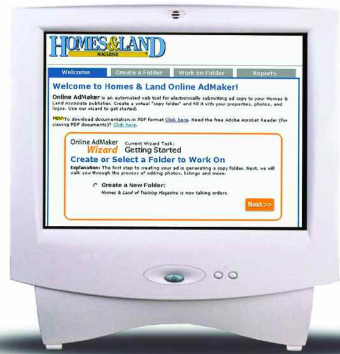 HOMES&LAND
MAGAZINE
Welcome Create a Folder Work on Folder Reports
Welcome to Homes & Land Online AdMaker!
Online AdMaker is an automated web tool for electronically submitting ad copy to your Homes &
Land Associate publisher. Create a virtual "copy folder" and fill it with your properties, photos, and
logos. Use our wizard to get started.
NEW! To download documentation in PDF format Click here. Need the free Adobe Acrobat Reader (for
viewing PDF documents)? Click here.
Online AdMaker Current Wizard Task:
Wizard Getting Started
Create or Select a Folder to Work On
Explanation: The first step to creating your ad is generating a copy folder. Next, we will
walk you through the process of adding photos, listings and more.
Create a New Folder:
Homes & Land of Training Magazine is now taking orders.
Next >>